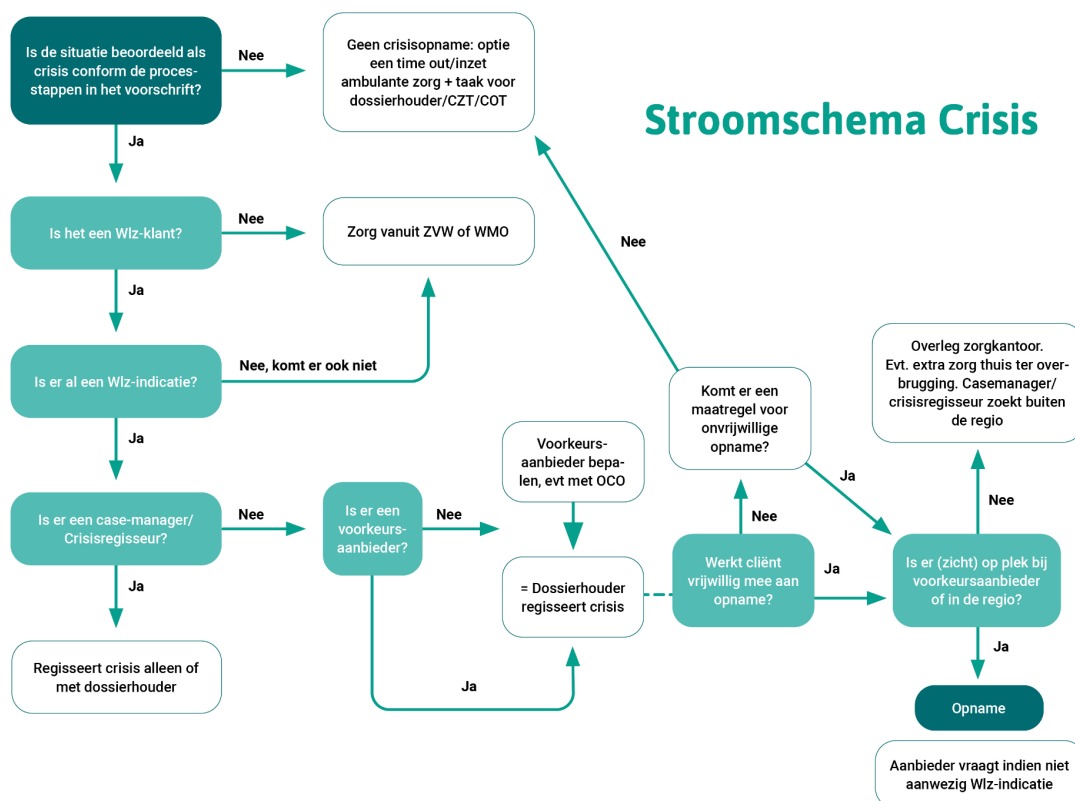 Stroomschema Crisis
Is de situatie beoordeeld als
crisis conform de proces-
stappen in het voorschrift?
Nee
Geen crisisopname: optie
een time out/inzet
ambulante zorg + taak voor
dossierhouder/CZT/COT
Ja
Is het een Wlz-klant?
Nee
Zorg vanuit ZVW of WMO
Ja
Is er al een Wlz-indicatie?
Nee, komt er ook niet
Ja
Is er een case-manager/
Crisisregisseur?
Nee
Ja
Regisseert crisis alleen of
met dossierhouder
Is er een
voorkeurs-
aanbieder?
Nee
Ja
Voorkeurs-
aanbieder bepa-
len, evt met OCO
= Dossierhouder
regisseert crisis
Werkt cliënt
vrijwillig mee aan
opname?
Nee
Ja
Komt er een
maatregel voor
onvrijwillige
opname?
Nee
Ja
Is er (zicht) op plek bij
voorkeursaanbieder
of in de regio?
Nee
Overleg zorgkantoor.
Evt. extra zorg thuis ter over-
brugging. Casemanager/
crisisregisseur zoekt buiten
de regio
Ja
Opname
Aanbieder vraagt indien niet
aanwezig Wlz-indicatie